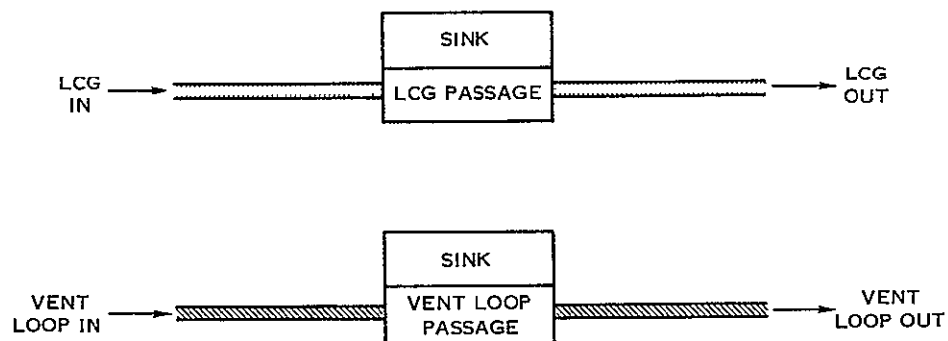 SINK
LCG
IN
LCG PASSAGE
LCG
OUT
SINK
VENT
LOOP IN
VENT LOOP
PASSAGE
VENT
LOOP OUT